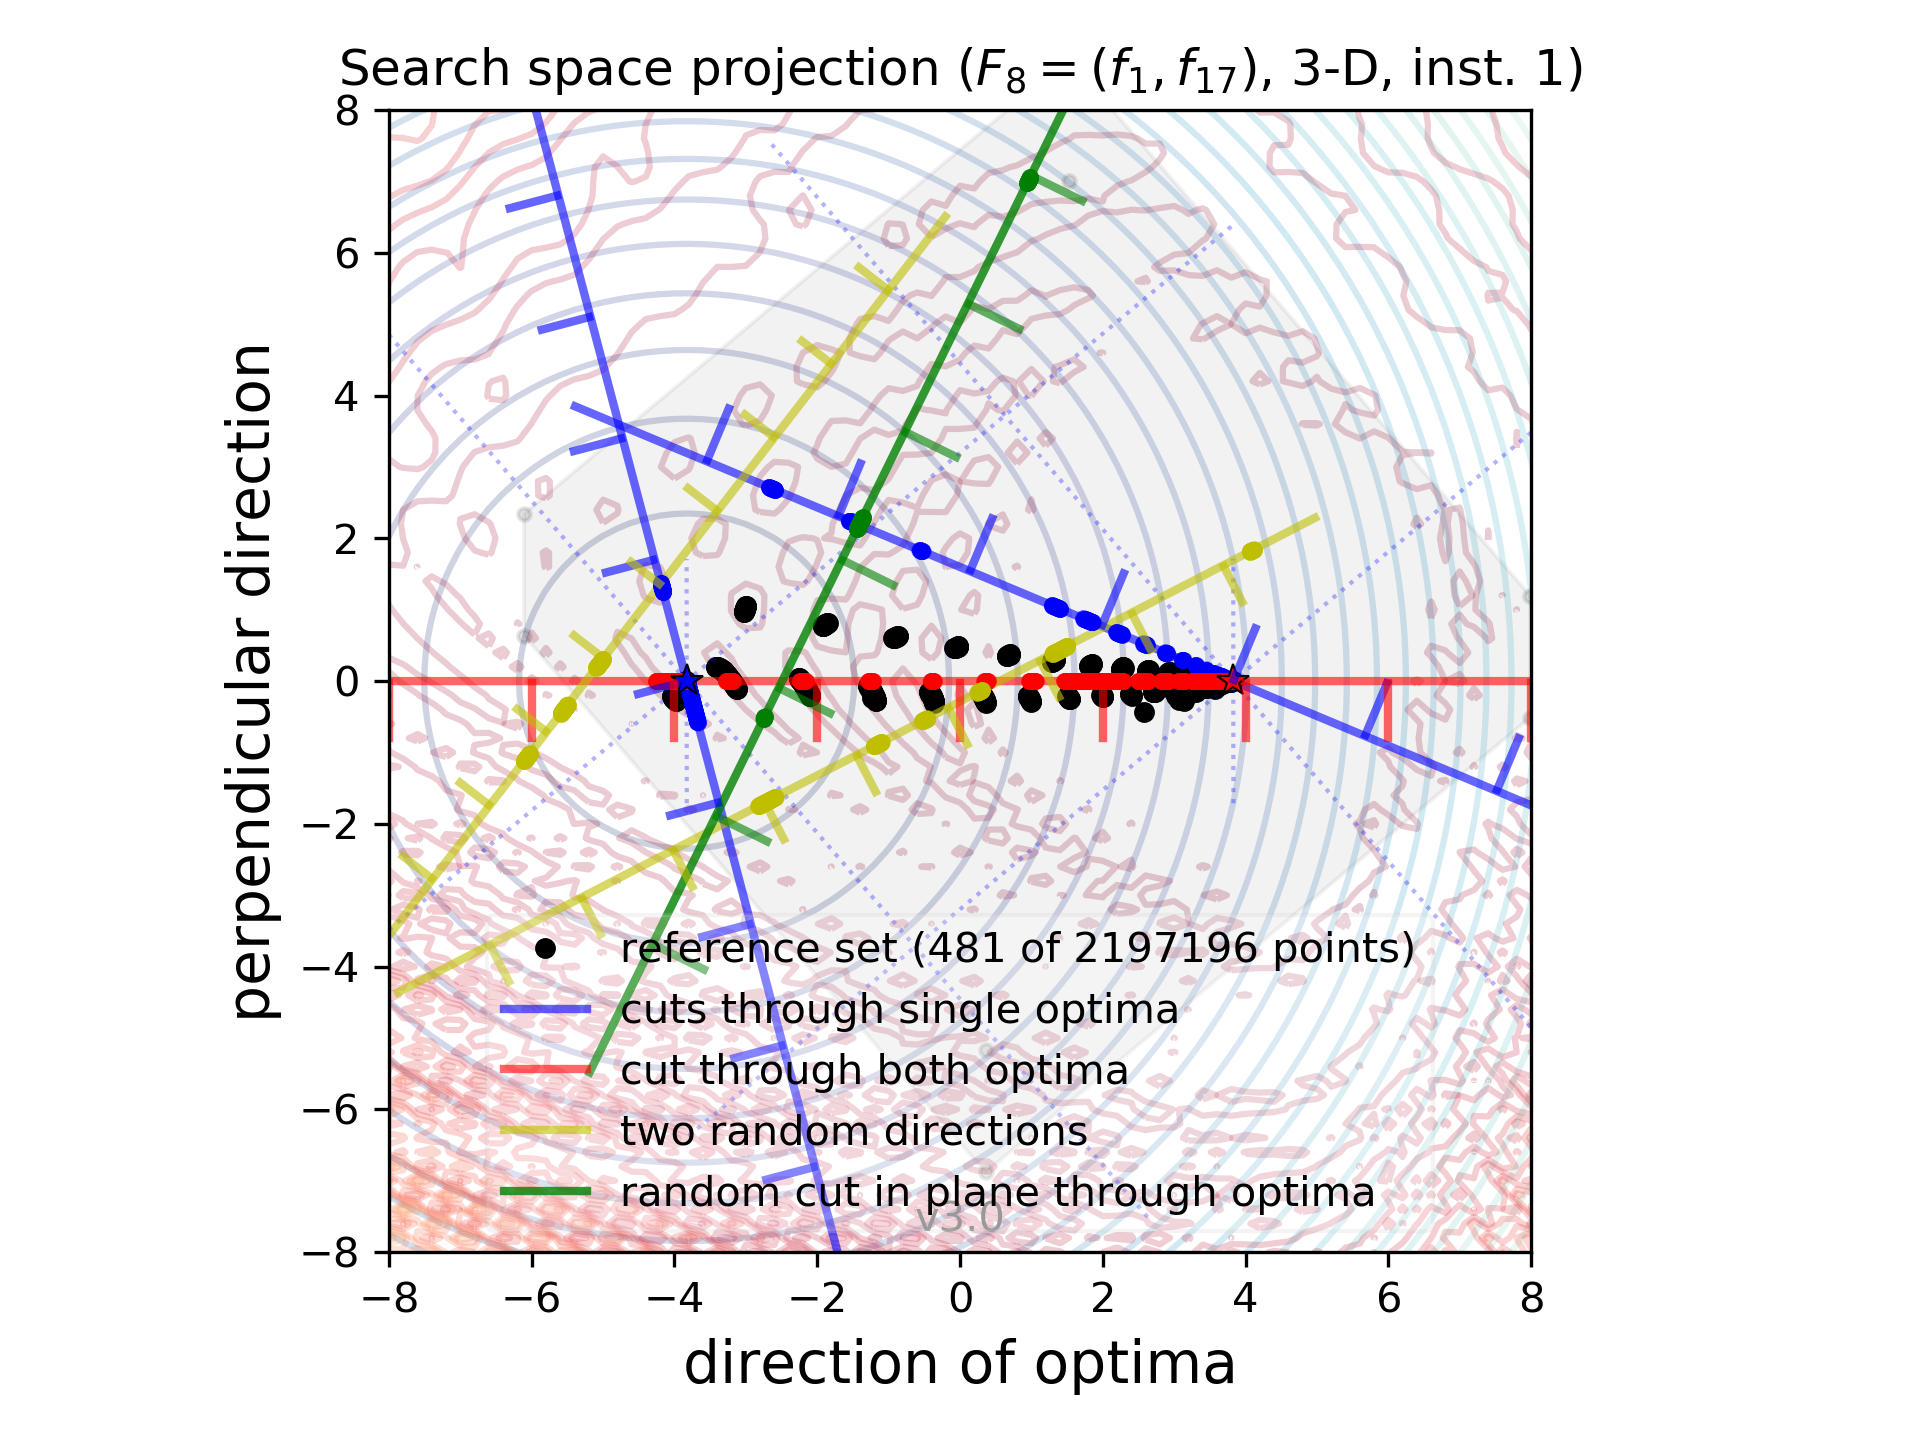 Search space projection (F₈ = (f₁, f₁₇), 3-D, inst. 1)
8
6
4
2
0
−2
−4
−6
−8
perpendicular direction
reference set (481 of 2197196 points)
cuts through single optima
cut through both optima
two random directions
random cut in plane through optima
v3.0
−8 −6 −4 −2 0 2 4 6 8
direction of optima